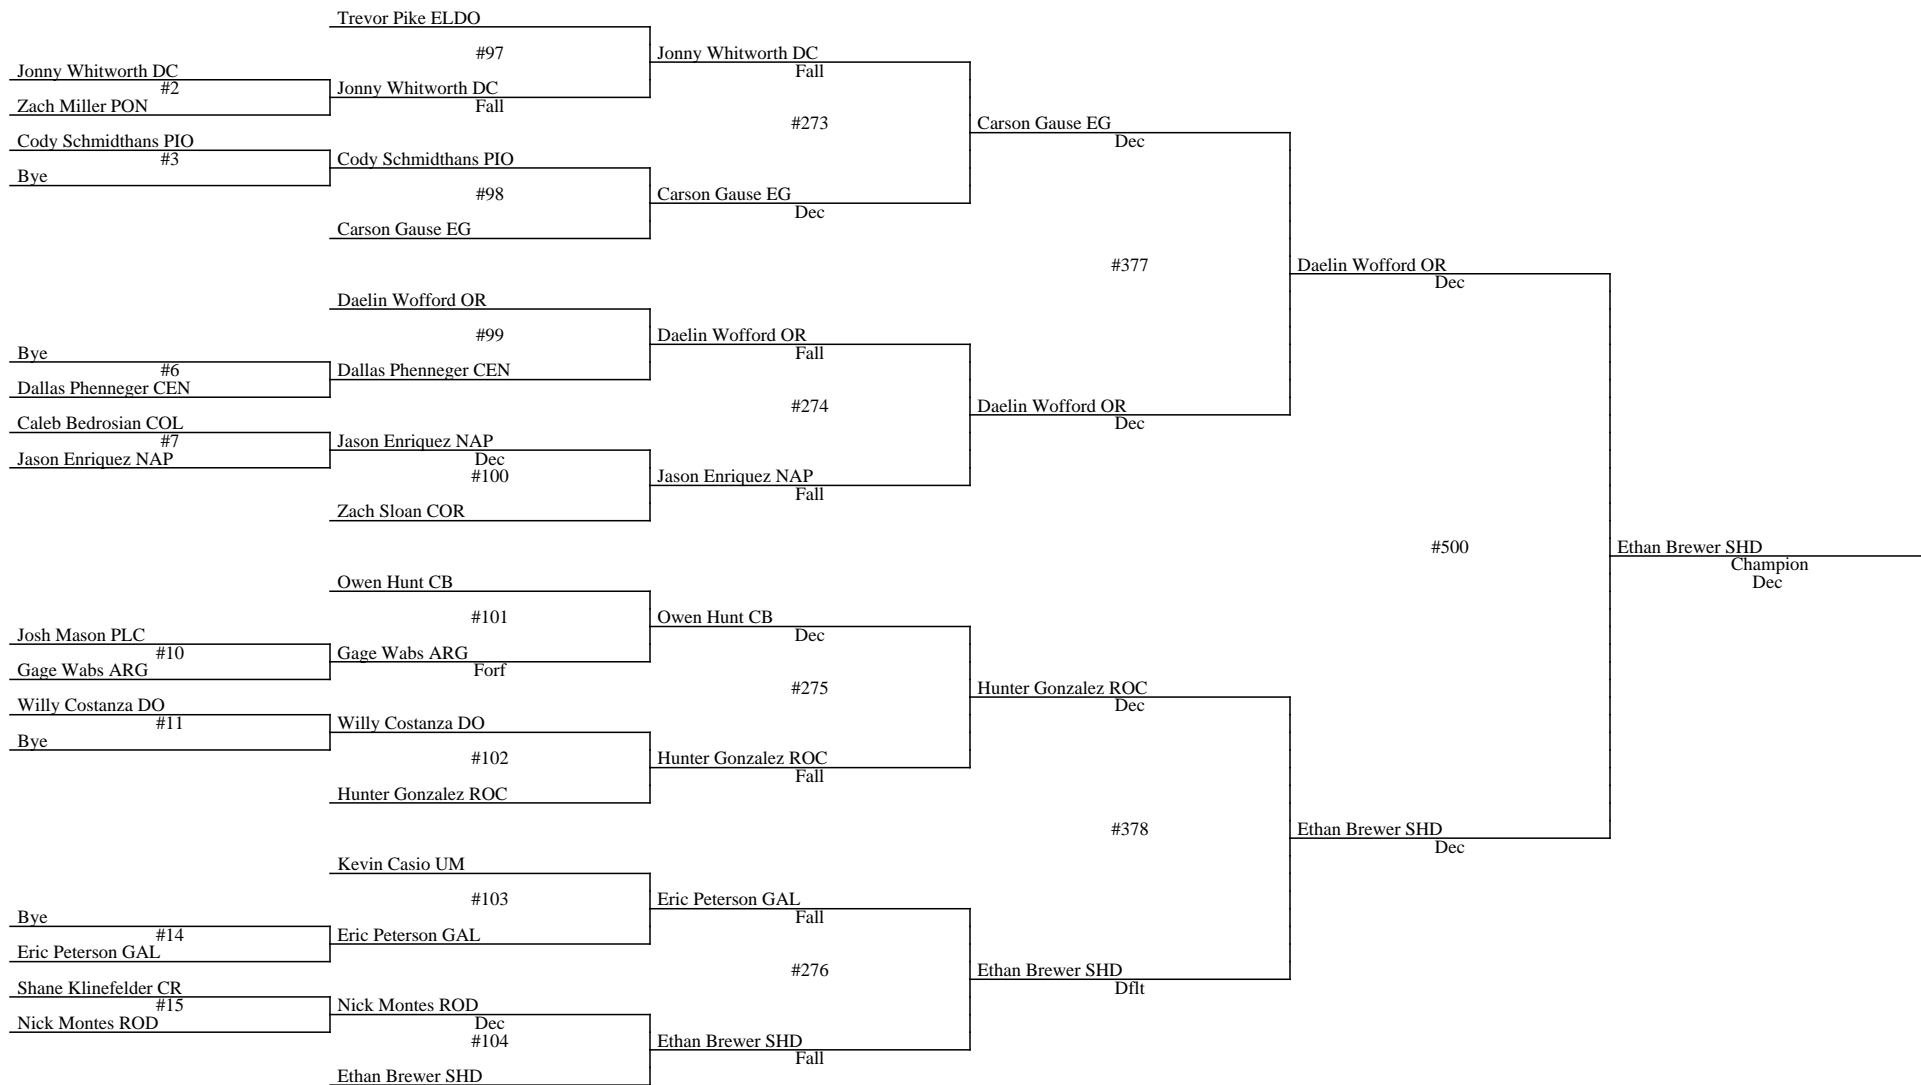 Trevor Pike ELDO
#97
Jonny Whitworth DC
Fall
Jonny Whitworth DC
#2
Jonny Whitworth DC
Fall
Zach Miller PON
#273
Carson Gause EG
Dec
Cody Schmidthans PIO
#3
Cody Schmidthans PIO
Bye
#98
Carson Gause EG
Dec
Carson Gause EG
#377
Daelin Wofford OR
Dec
Daelin Wofford OR
#99
Daelin Wofford OR
Fall
Bye
#6
Dallas Phenneger CEN
Dallas Phenneger CEN
#274
Daelin Wofford OR
Dec
Caleb Bedrosian COL
#7
Jason Enriquez NAP
Dec
Jason Enriquez NAP
#100
Jason Enriquez NAP
Fall
Zach Sloan COR
#500
Ethan Brewer SHD
Champion
Dec
Owen Hunt CB
#101
Owen Hunt CB
Dec
Josh Mason PLC
#10
Gage Wabs ARG
Forf
Gage Wabs ARG
#275
Hunter Gonzalez ROC
Dec
Willy Costanza DO
#11
Willy Costanza DO
Bye
#102
Hunter Gonzalez ROC
Fall
Hunter Gonzalez ROC
#378
Ethan Brewer SHD
Dec
Kevin Casio UM
#103
Eric Peterson GAL
Fall
Bye
#14
Eric Peterson GAL
Eric Peterson GAL
#276
Ethan Brewer SHD
Dflt
Shane Klinefelder CR
#15
Nick Montes ROD
Dec
Nick Montes ROD
#104
Ethan Brewer SHD
Fall
Ethan Brewer SHD